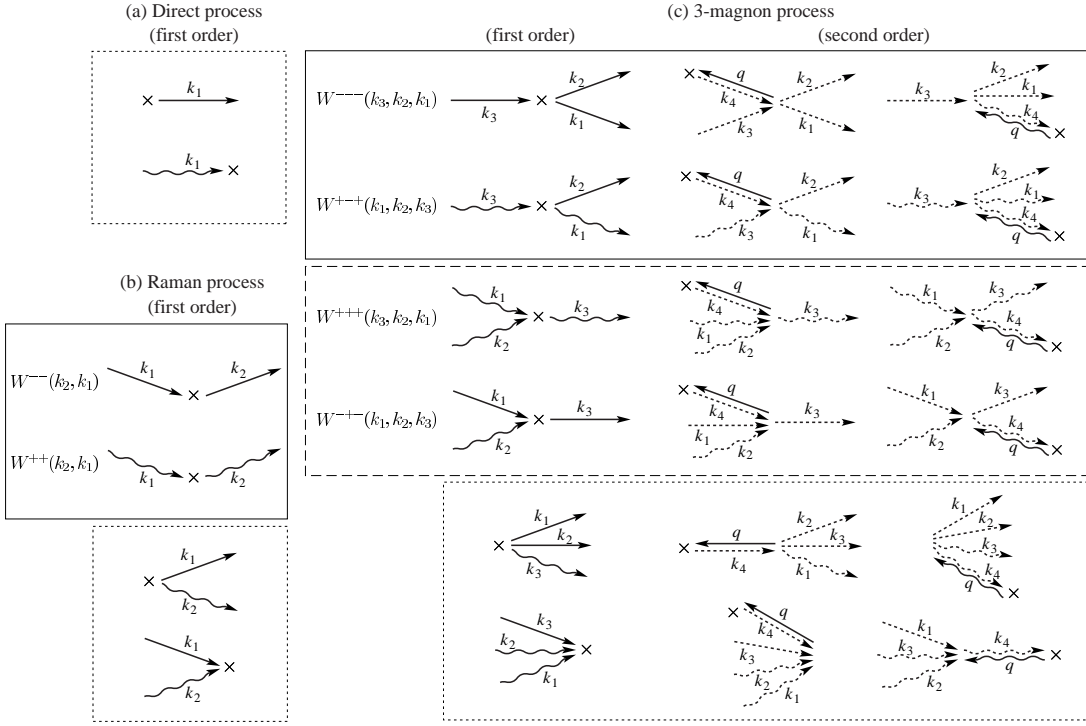 (a) Direct process
(first order)
k₁
×
k₁
×
(b) Raman process
(first order)
W⁻⁻(k₂, k₁) k₁ × k₂
W⁺⁺(k₂, k₁) k₁ × k₂
× k₁ k₂
k₁ k₂ ×
(c) 3-magnon process
(first order) (second order)
W⁻⁻⁻(k₃, k₂, k₁) k₃ × k₂ k₁ × q k₄ k₃ k₂ k₁ k₃ k₂ k₁ k₄ q ×
W⁺⁻⁺(k₁, k₂, k₃) k₃ × k₂ k₁ × q k₄ k₃ k₂ k₁ k₃ k₂ k₁ k₄ q ×
W⁺⁺⁺(k₃, k₂, k₁) k₁ k₂ × k₃ × q k₄ k₁ k₂ k₃ k₁ k₂ k₃ k₄ q ×
W⁻⁺⁻(k₁, k₂, k₃) k₁ k₂ × k₃ × q k₄ k₁ k₂ k₃ k₁ k₂ k₃ k₄ q ×
× k₁ k₂ k₃ × q k₄ k₂ k₃ k₁ k₁ k₂ k₃ k₄ q ×
k₃ k₂ k₁ × × q k₄ k₃ k₂ k₁ k₁ k₃ k₂ k₄ q ×